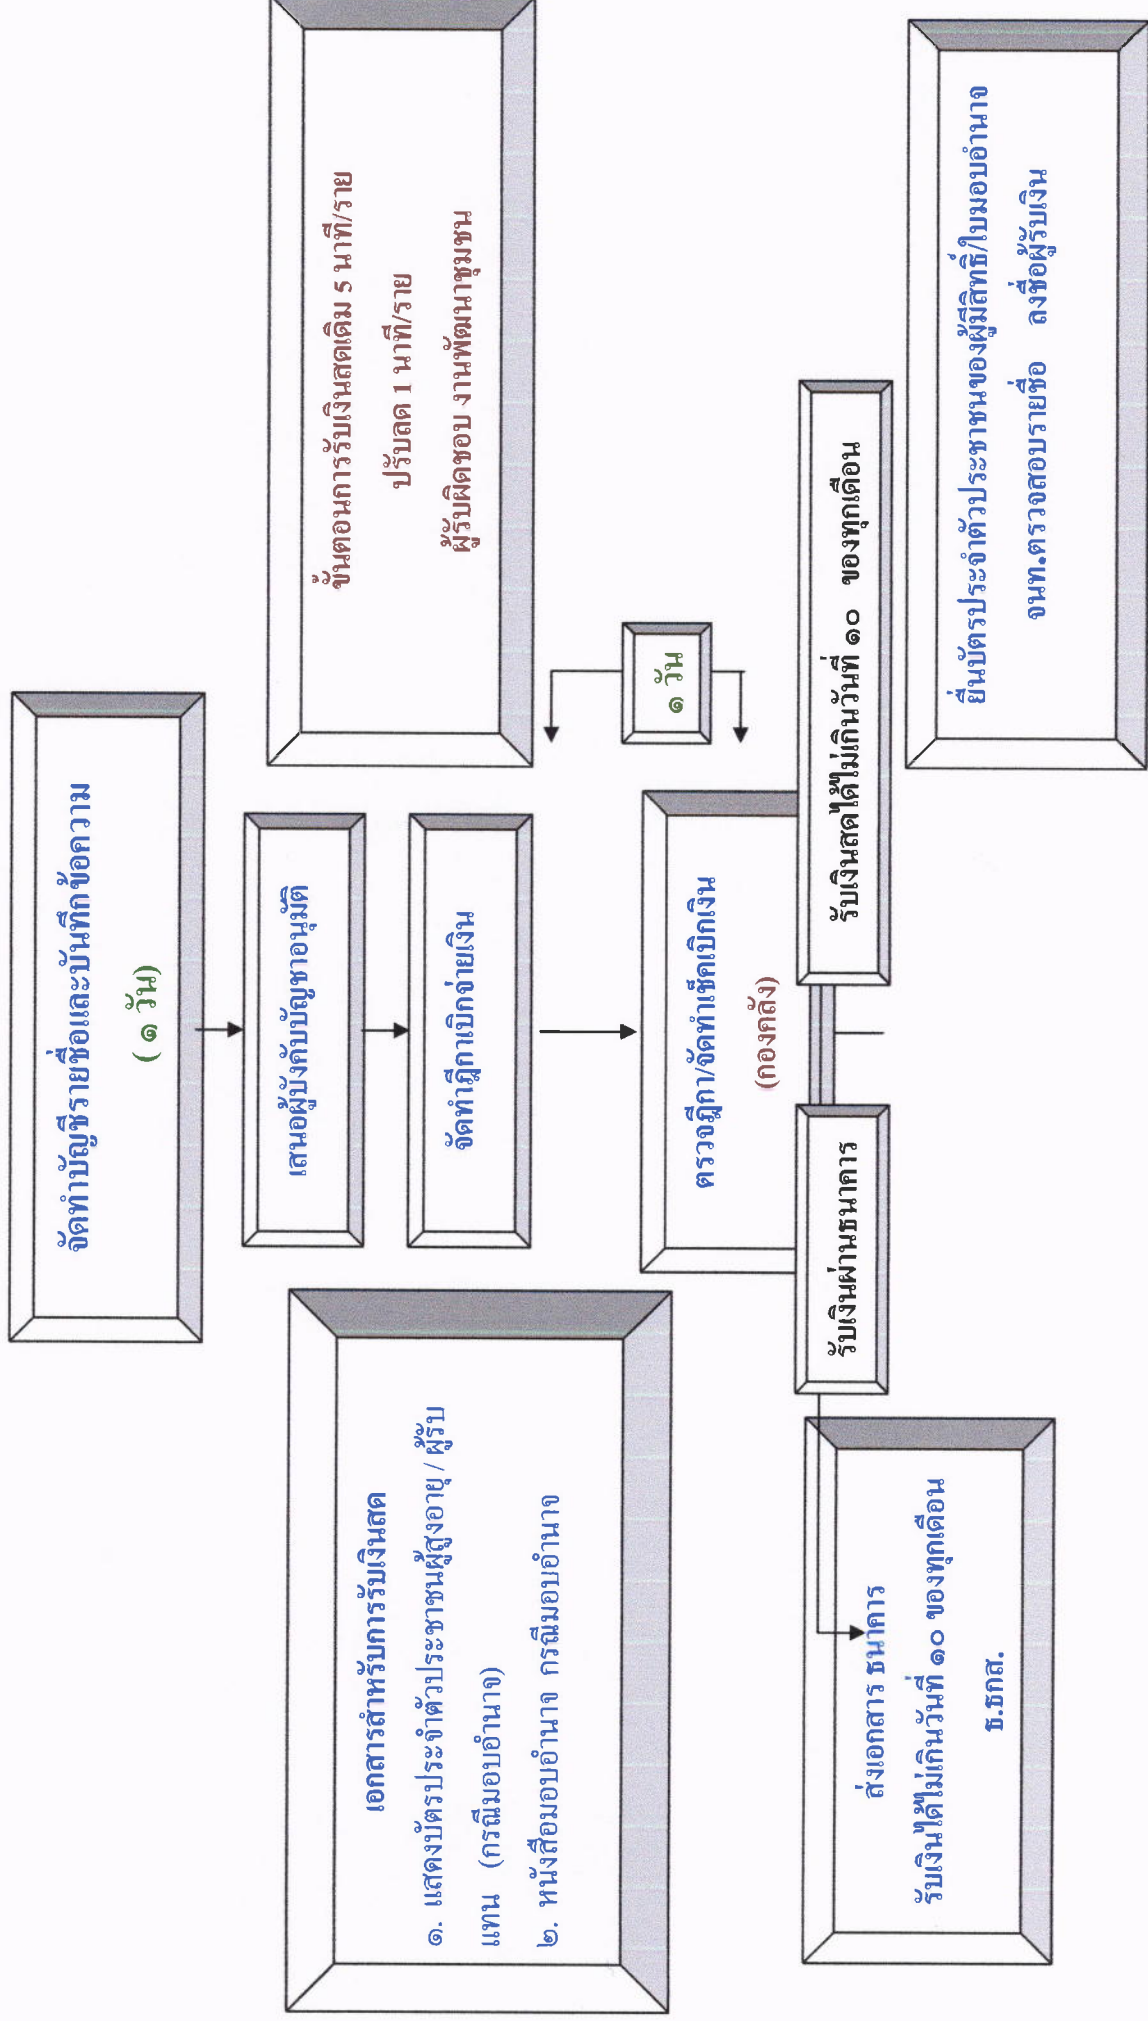 จัดทำบัญชีรายชื่อและบันทึกข้อความ
( ๑ วัน)
เสนอผู้บังคับบัญชาอนุมัติ
จัดทำฎีกาเบิกจ่ายเงิน
ขั้นตอนการรับเงินสดเดิม 5 นาที/ราย
ปรับลด 1 นาที/ราย
ผู้รับผิดชอบ งานพัฒนาชุมชน
เอกสารสำหรับการรับเงินสด
๑. แสดงบัตรประจำตัวประชาชนผู้สูงอายุ / ผู้รับ
แทน (กรณีมอบอำนาจ)
๒. หนังสือมอบอำนาจ กรณีมอบอำนาจ
๑ วัน
ตรวจฎีกา/จัดทำเช็คเบิกเงิน
(กองคลัง)
รับเงินผ่านธนาคาร
รับเงินสดได้ไม่เกินวันที่ ๑๐ ของทุกเดือน
ส่งเอกสาร ธนาคาร
รับเงินได้ไม่เกินวันที่ ๑๐ ของทุกเดือน
ธ.ธกส.
ยื่นบัตรประจำตัวประชาชนของผู้มีสิทธิ์/ใบมอบอำนาจ
จนท.ตรวจสอบรายชื่อ ลงชื่อผู้รับเงิน